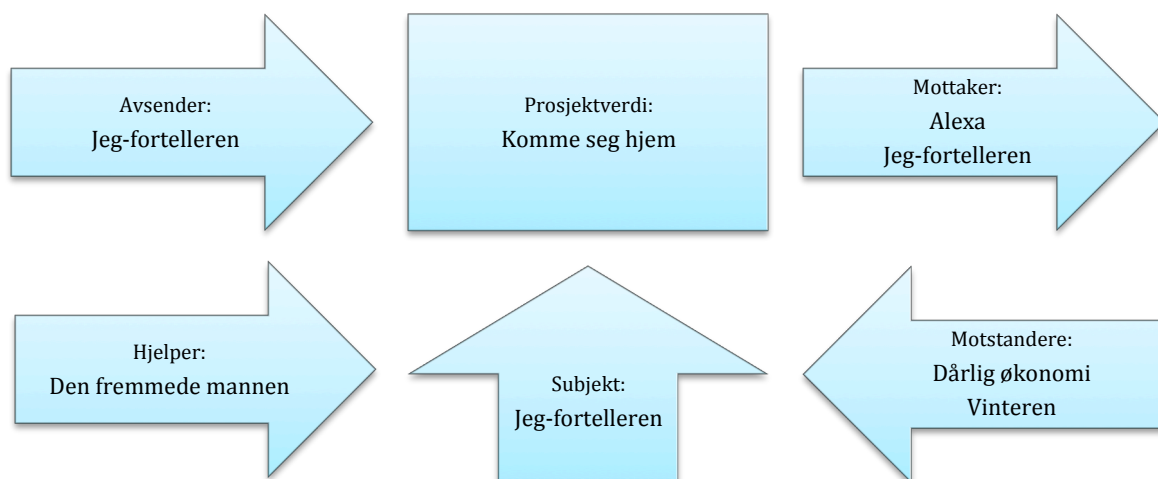 Avsender:
Jeg-fortelleren
Prosjektverdi:
Komme seg hjem
Mottaker:
Alexa
Jeg-fortelleren
Hjelper:
Den fremmede mannen
Subjekt:
Jeg-fortelleren
Motstandere:
Dårlig økonomi
Vinteren